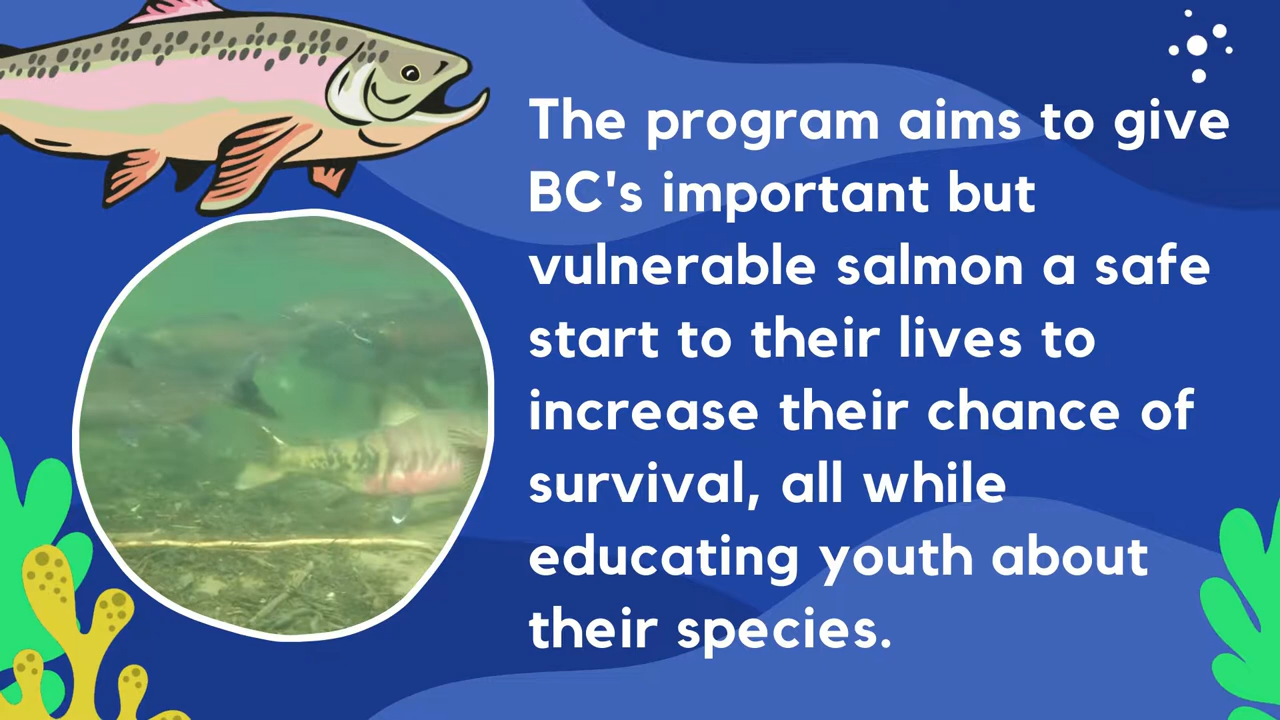 The program aims to give
BC's important but
vulnerable salmon a safe
start to their lives to
increase their chance of
survival, all while
educating youth about
their species.